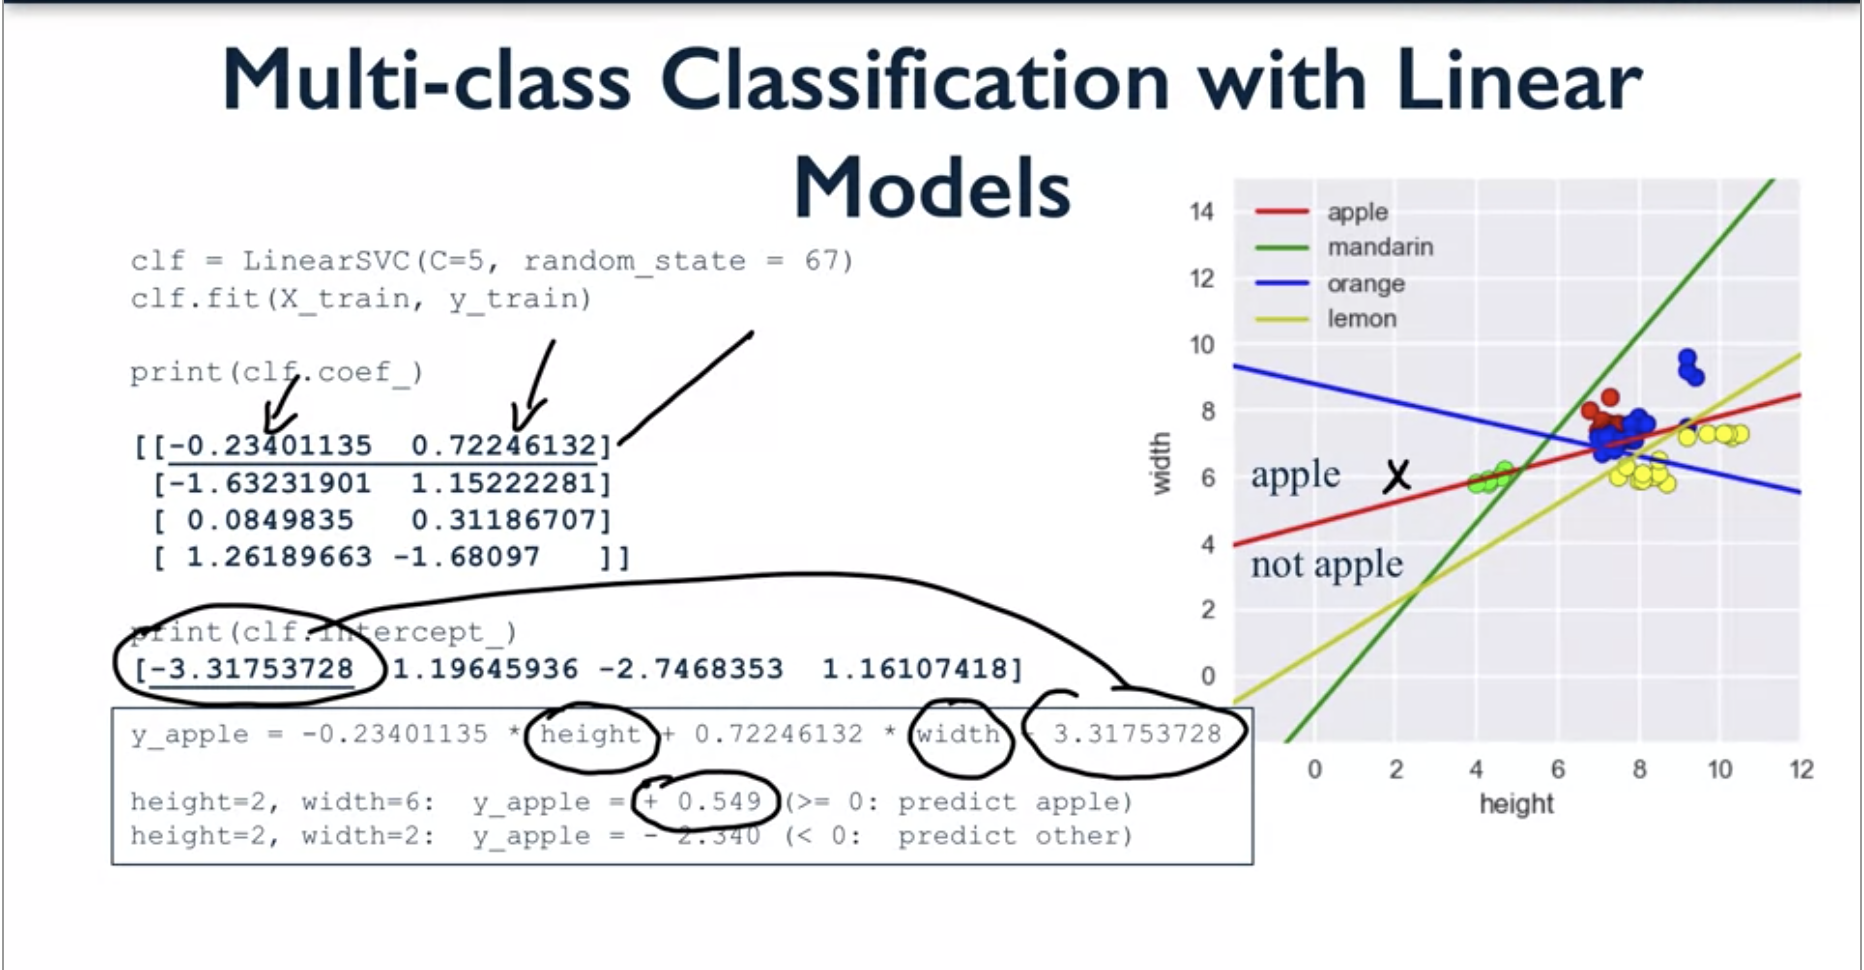 Multi-class Classification with Linear
Models
clf = LinearSVC(C=5, random_state = 67)
clf.fit(X_train, y_train)
print(clf.coef_)
[[-0.23401135 0.72246132]
[-1.63231901 1.15222281]
[ 0.0849835 0.31186707]
[ 1.26189663 -1.68097 ]]
print(clf.intercept_)
[-3.31753728 1.19645936 -2.7468353 1.16107418]
y_apple = -0.23401135 * height + 0.72246132 * width - 3.31753728
height=2, width=6: y_apple = + 0.549 (>= 0: predict apple)
height=2, width=2: y_apple = - 2.340 (< 0: predict other)
apple
mandarin
orange
lemon
14
12
10
8
6
4
2
0
width
apple X
not apple
0 2 4 6 8 10 12
height